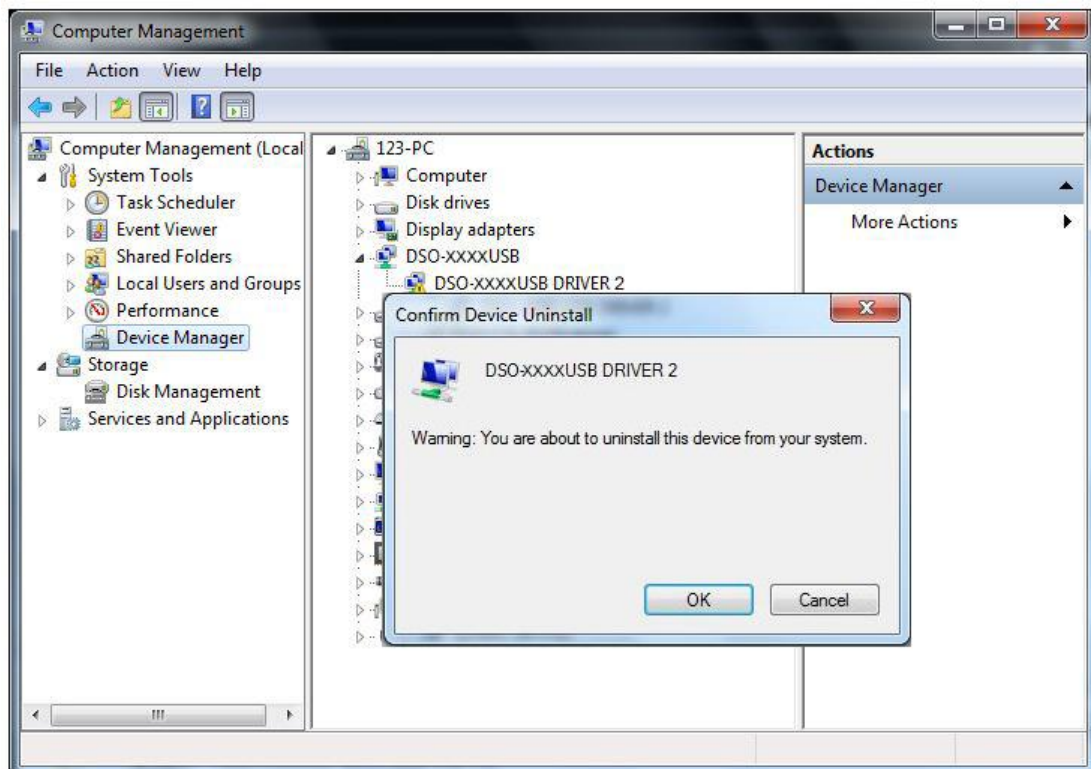 Computer Management
File Action View Help
Computer Management (Local
System Tools
Task Scheduler
Event Viewer
Shared Folders
Local Users and Groups
Performance
Device Manager
Storage
Disk Management
Services and Applications
123-PC
Computer
Disk drives
Display adapters
DSO-XXXXUSB
DSO-XXXXUSB DRIVER 2
Confirm Device Uninstall
DSO-XXXXUSB DRIVER 2
Warning: You are about to uninstall this device from your system.
OK Cancel
Actions
Device Manager
More Actions